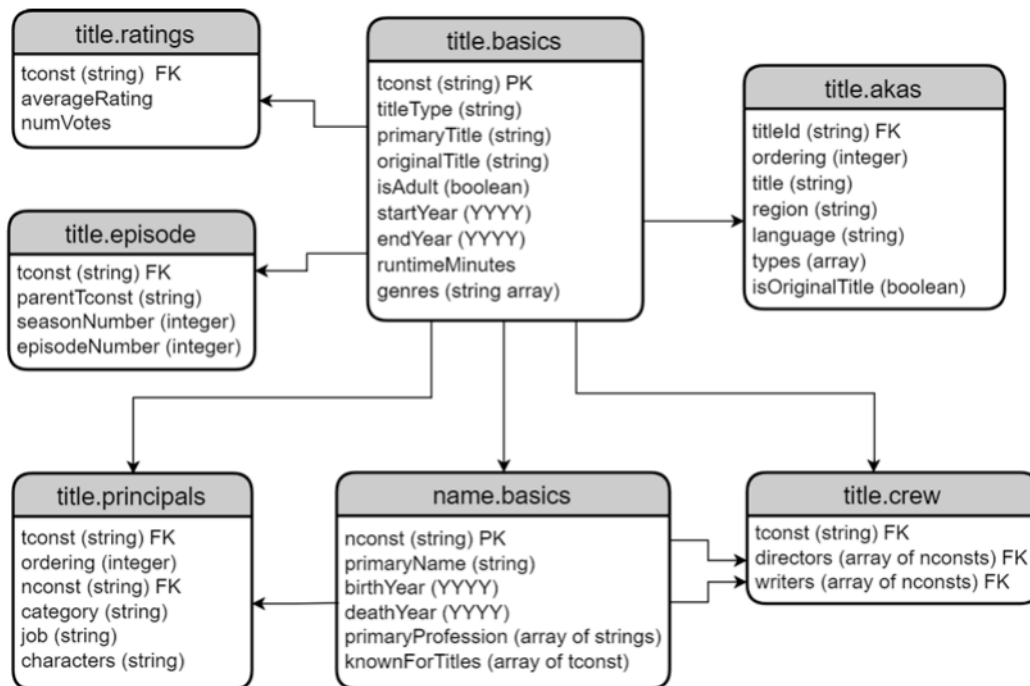 title.ratings
tconst (string)  FK
averageRating
numVotes
title.basics
tconst (string) PK
titleType (string)
primaryTitle (string)
originalTitle (string)
isAdult (boolean)
startYear (YYYY)
endYear (YYYY)
runtimeMinutes
genres (string array)
title.akas
titleId (string) FK
ordering (integer)
title (string)
region (string)
language (string)
types (array)
isOriginalTitle (boolean)
title.episode
tconst (string) FK
parentTconst (string)
seasonNumber (integer)
episodeNumber (integer)
title.principals
tconst (string) FK
ordering (integer)
nconst (string) FK
category (string)
job (string)
characters (string)
name.basics
nconst (string) PK
primaryName (string)
birthYear (YYYY)
deathYear (YYYY)
primaryProfession (array of strings)
knownForTitles (array of tconst)
title.crew
tconst (string) FK
directors (array of nconsts) FK
writers (array of nconsts) FK